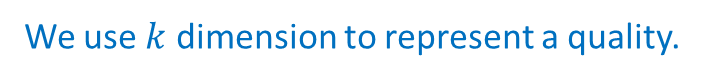 We use k dimension to represent a quality.